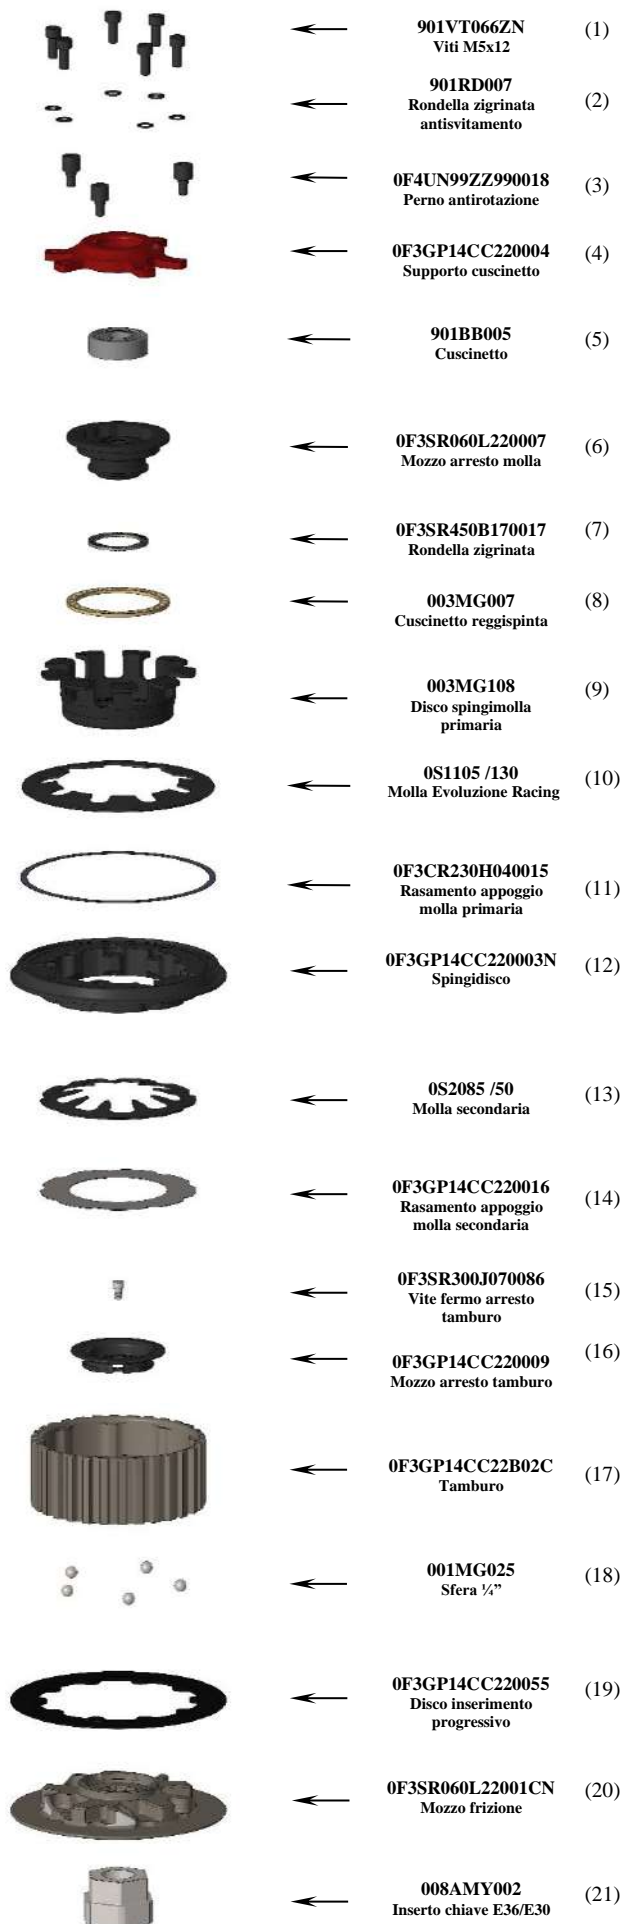 901VT066ZN (1)
Viti M5x12
901RD007
Rondella zigrinata (2)
antisvitamento
0F4UN99ZZ990018 (3)
Perno antirotazione
0F3GP14CC220004 (4)
Supporto cuscinetto
901BB005 (5)
Cuscinetto
0F3SR060L220007 (6)
Mozzo arresto molla
0F3SR450B170017 (7)
Rondella zigrinata
003MG007 (8)
Cuscinetto reggispinta
003MG108 (9)
Disco spingimolla
primaria
0S1105 /130 (10)
Molla Evoluzione Racing
0F3CR230H040015
Rasamento appoggio (11)
molla primaria
0F3GP14CC220003N (12)
Spingidisco
0S2085 /50 (13)
Molla secondaria
0F3GP14CC220016
Rasamento appoggio (14)
molla secondaria
0F3SR300J070086
Vite fermo arresto (15)
tamburo
0F3GP14CC220009 (16)
Mozzo arresto tamburo
0F3GP14CC22B02C (17)
Tamburo
001MG025 (18)
Sfera ¼”
0F3GP14CC220055 (19)
Disco inserimento
progressivo
0F3SR060L22001CN (20)
Mozzo frizione
008AMY002 (21)
Inserto chiave E36/E30